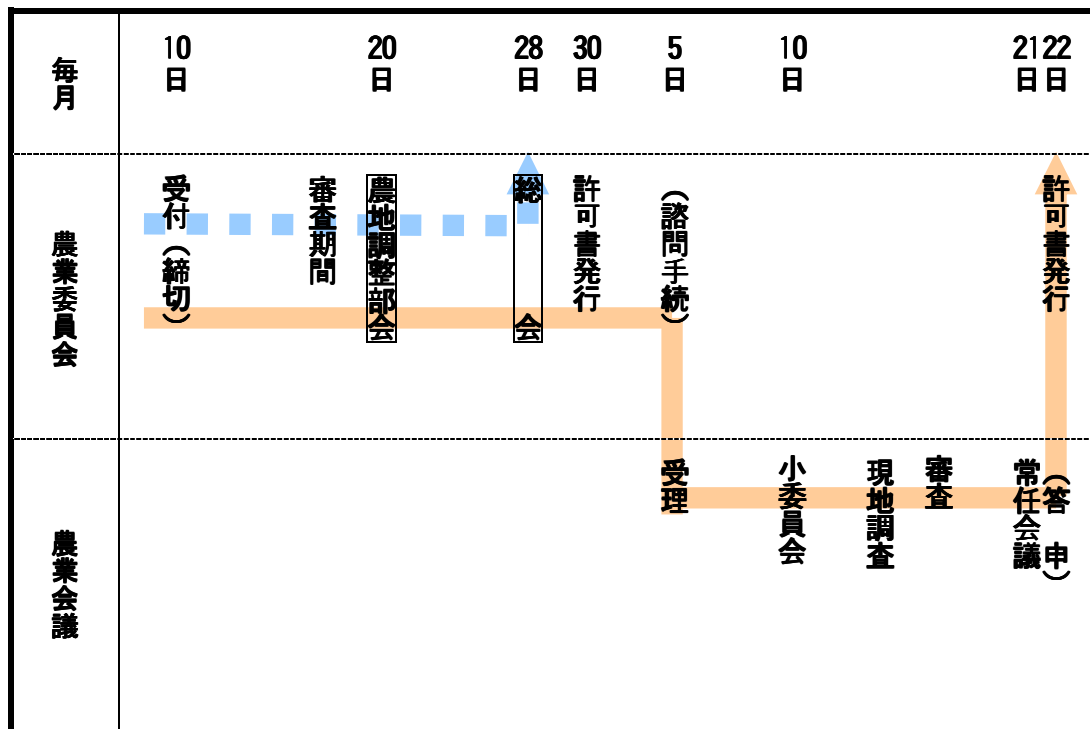 毎月
10日
20日
28日
30日
5日
10日
21日
22日
農業委員会
受付（締切）
審査期間
農地調整部会
総会
許可書発行
（諮問手続）
許可書発行
農業会議
受理
小委員会
現地調査
審査
常任会議
（答申）